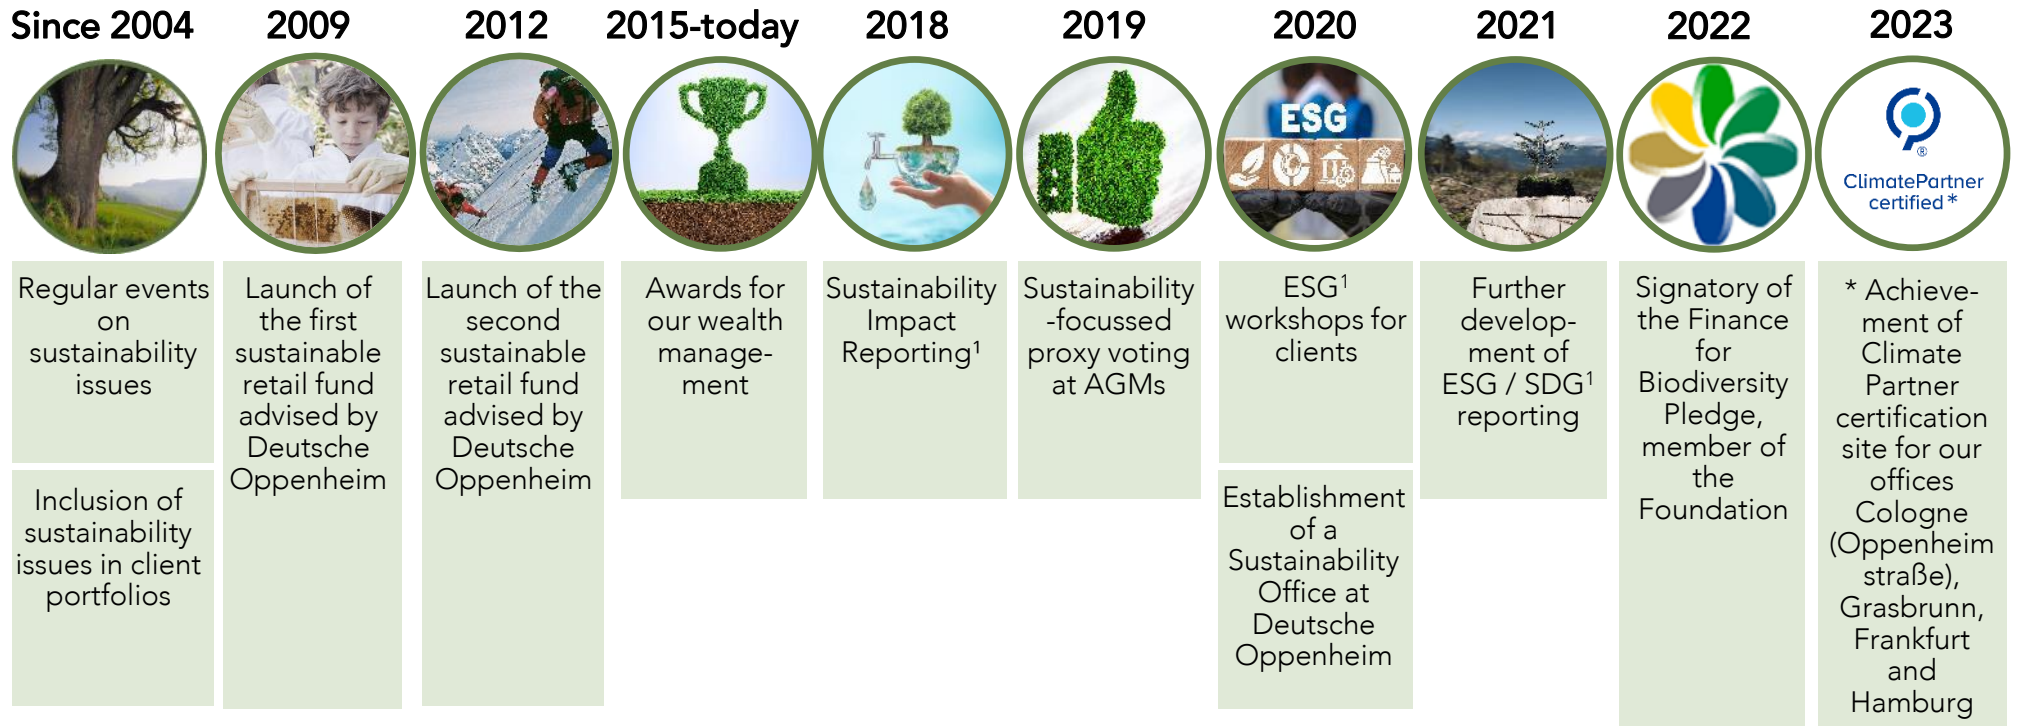 Since 2004
2009
2012
2015-today
2018
2019
2020
2021
2022
2023
ESG
®
ClimatePartner
certified *
Regular events
on
sustainability
issues
Inclusion of
sustainability
issues in client
portfolios
Launch of
the first
sustainable
retail fund
advised by
Deutsche
Oppenheim
Launch of the
second
sustainable
retail fund
advised by
Deutsche
Oppenheim
Awards for
our wealth
manage-
ment
Sustainability
Impact
Reporting¹
Sustainability
-focussed
proxy voting
at AGMs
ESG¹
workshops for
clients
Establishment
of a
Sustainability
Office at
Deutsche
Oppenheim
Further
develop-
ment of
ESG / SDG¹
reporting
Signatory of
the Finance
for
Biodiversity
Pledge,
member of
the
Foundation
* Achieve-
ment of
Climate
Partner
certification
site for our
offices
Cologne
(Oppenheim
straße),
Grasbrunn,
Frankfurt
and
Hamburg